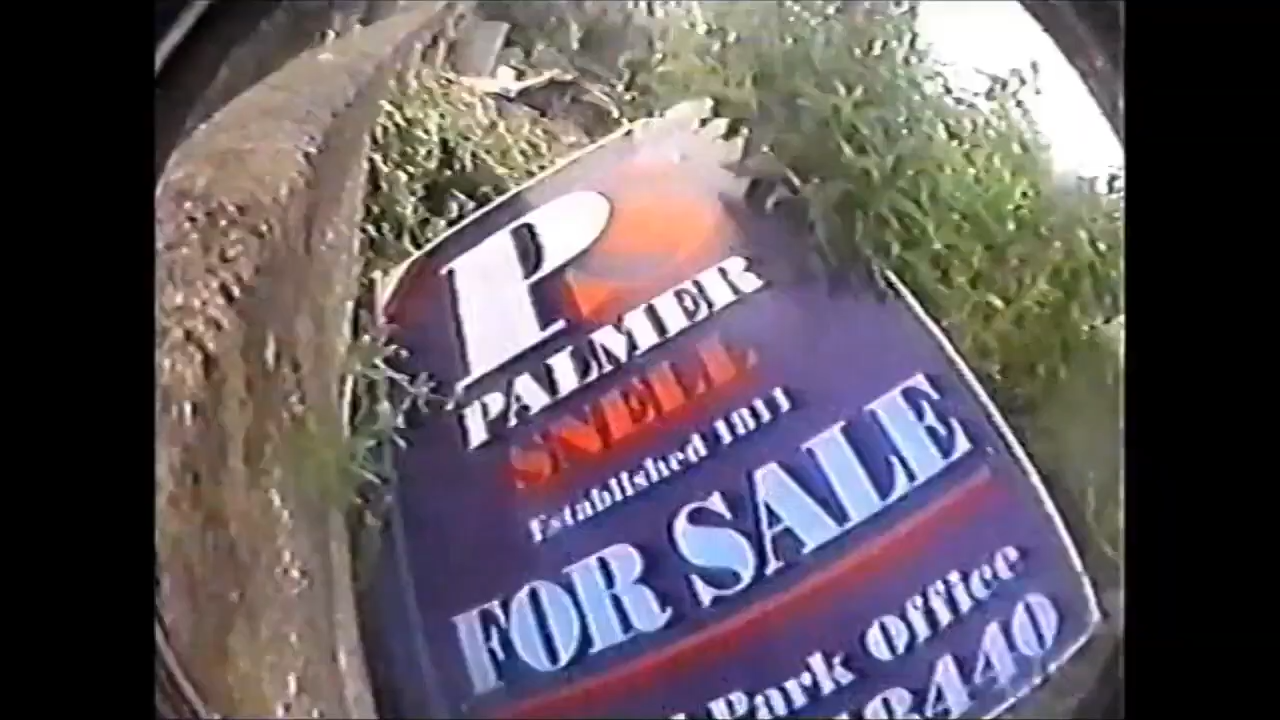 P
PALMER
SNELL
Established 1811
FOR SALE
Park Office
8440